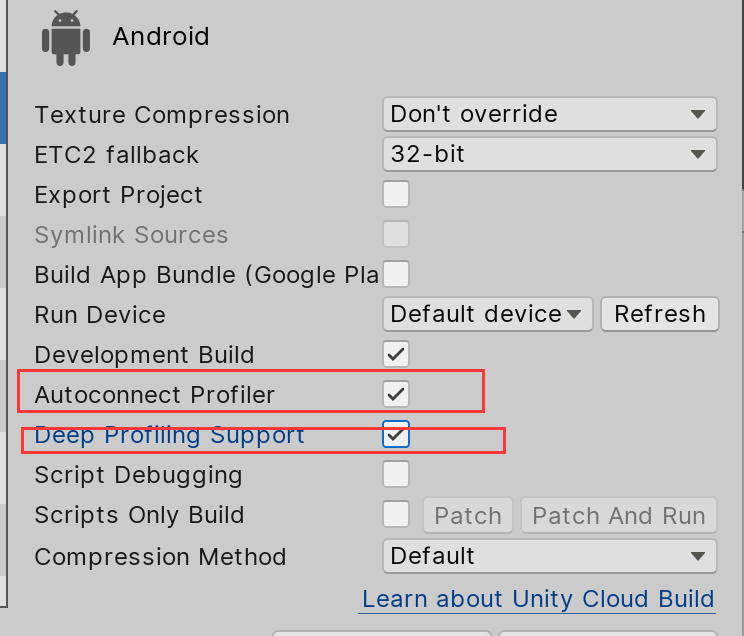 Android
Texture Compression Don't override
ETC2 fallback 32-bit
Export Project
Symlink Sources
Build App Bundle (Google Pla
Run Device Default device Refresh
Development Build
Autoconnect Profiler
Deep Profiling Support
Script Debugging
Scripts Only Build Patch Patch And Run
Compression Method Default
Learn about Unity Cloud Build